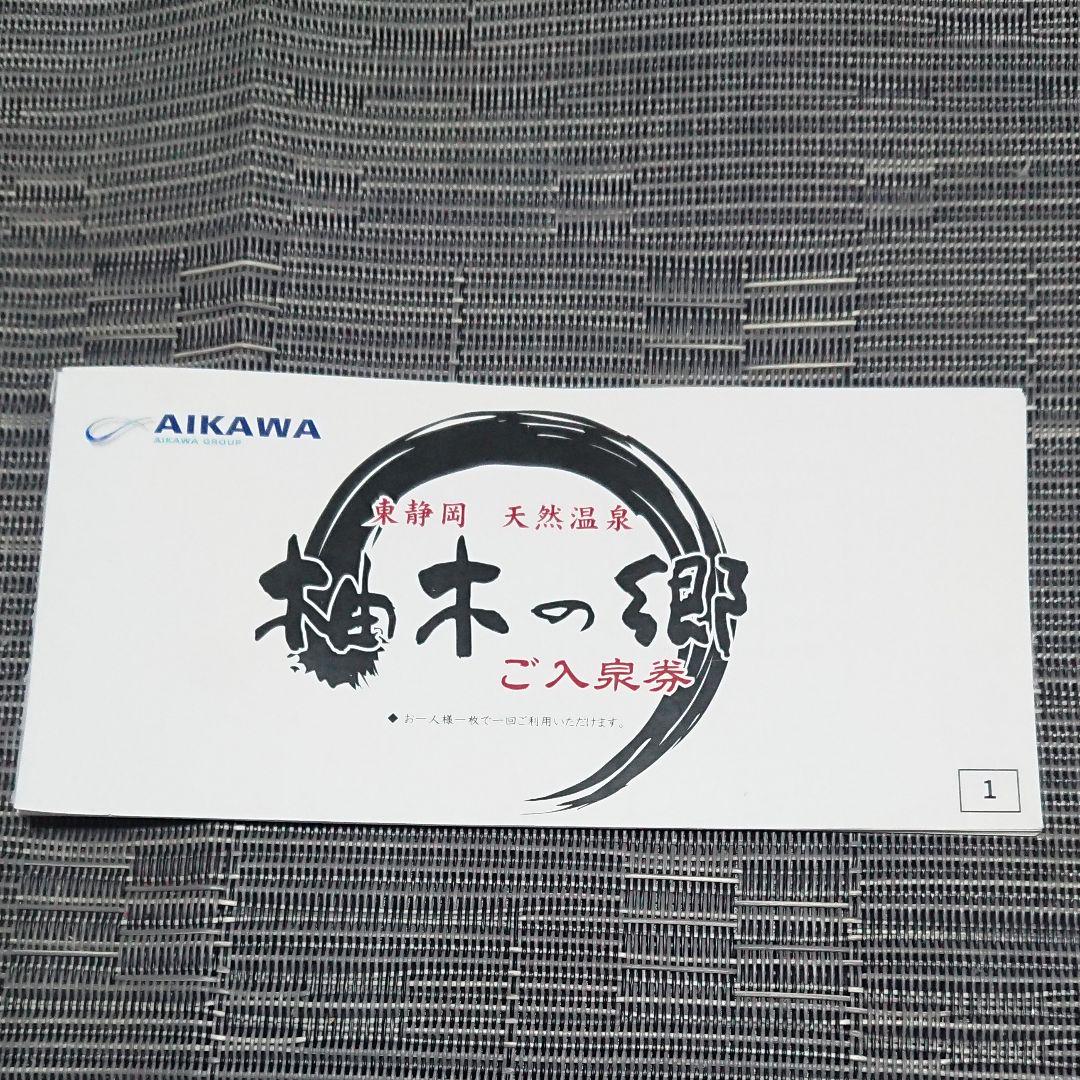 AIKAWA
AIKAWA GROUP
東静岡 天然温泉
柚木の郷
ご入泉券
◆ お一人様一枚で一回ご利用いただけます。
1